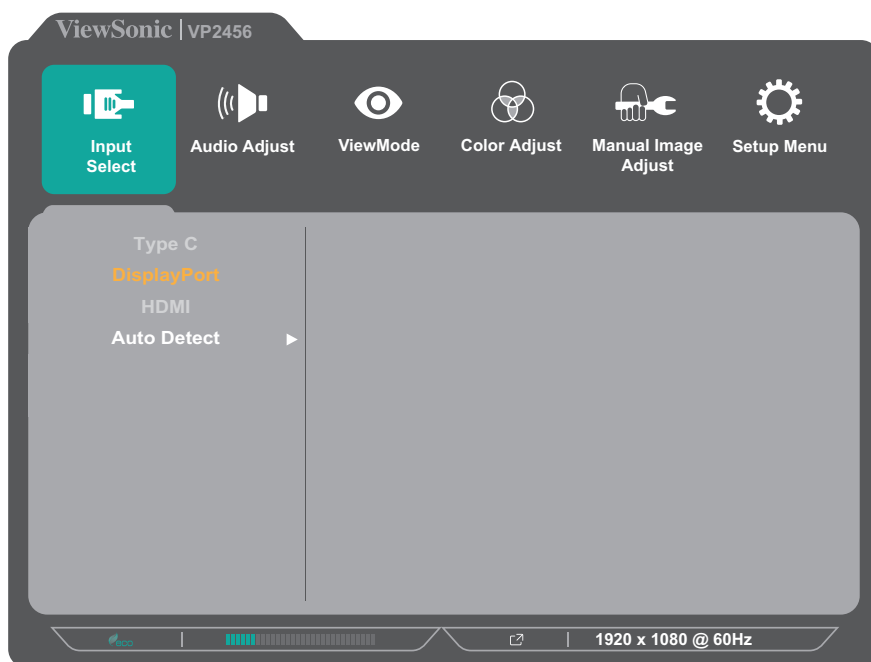 ViewSonic | VP2456
Input
Select
Audio Adjust
ViewMode
Color Adjust
Manual Image
Adjust
Setup Menu
Type C
DisplayPort
HDMI
Auto Detect
eco
1920 x 1080 @ 60Hz